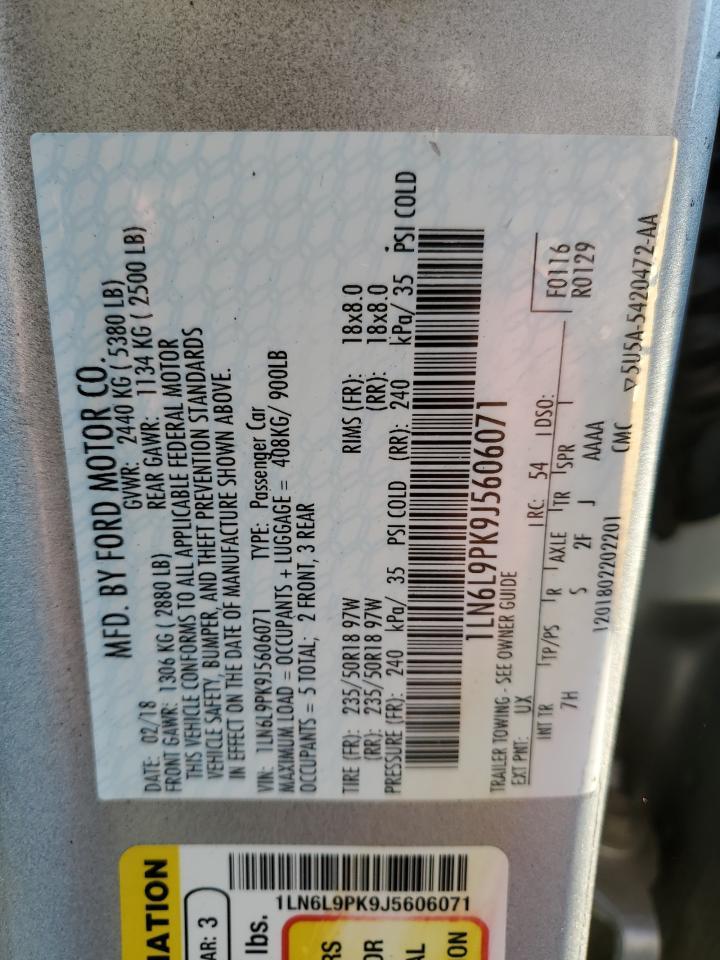 MFD. BY FORD MOTOR CO.
DATE: 02/18 GVWR: 2440 KG ( 5380 LB)
FRONT GAWR: 1306 KG ( 2880 LB) REAR GAWR: 1134 KG ( 2500 LB)
THIS VEHICLE CONFORMS TO ALL APPLICABLE FEDERAL MOTOR
VEHICLE SAFETY, BUMPER, AND THEFT PREVENTION STANDARDS
IN EFFECT ON THE DATE OF MANUFACTURE SHOWN ABOVE.
VIN: 1LN6L9PK9J5606071 TYPE: Passenger Car
MAXIMUM LOAD = OCCUPANTS + LUGGAGE = 408KG/ 900LB
OCCUPANTS = 5 TOTAL; 2 FRONT, 3 REAR
TIRE (FR): 235/50R18 97W RIMS (FR): 18x8.0
(RR): 235/50R18 97W (RR): 18x8.0
PRESSURE (FR): 240 kPa/ 35 PSI COLD (RR): 240 kPa/ 35 PSI COLD
1LN6L9PK9J5606071
TRAILER TOWING - SEE OWNER GUIDE
EXT PNT: UX RC: 54 DSO: F0116
R0129
INT TR TP/PS R AXLE TR SPR
7H S 2F J AAAA
1201802202201 CMC ▽5U5A-5420472-AA
MATION
AR: 3
lbs.
1LN6L9PK9J5606071
RS
OR
AL
ON